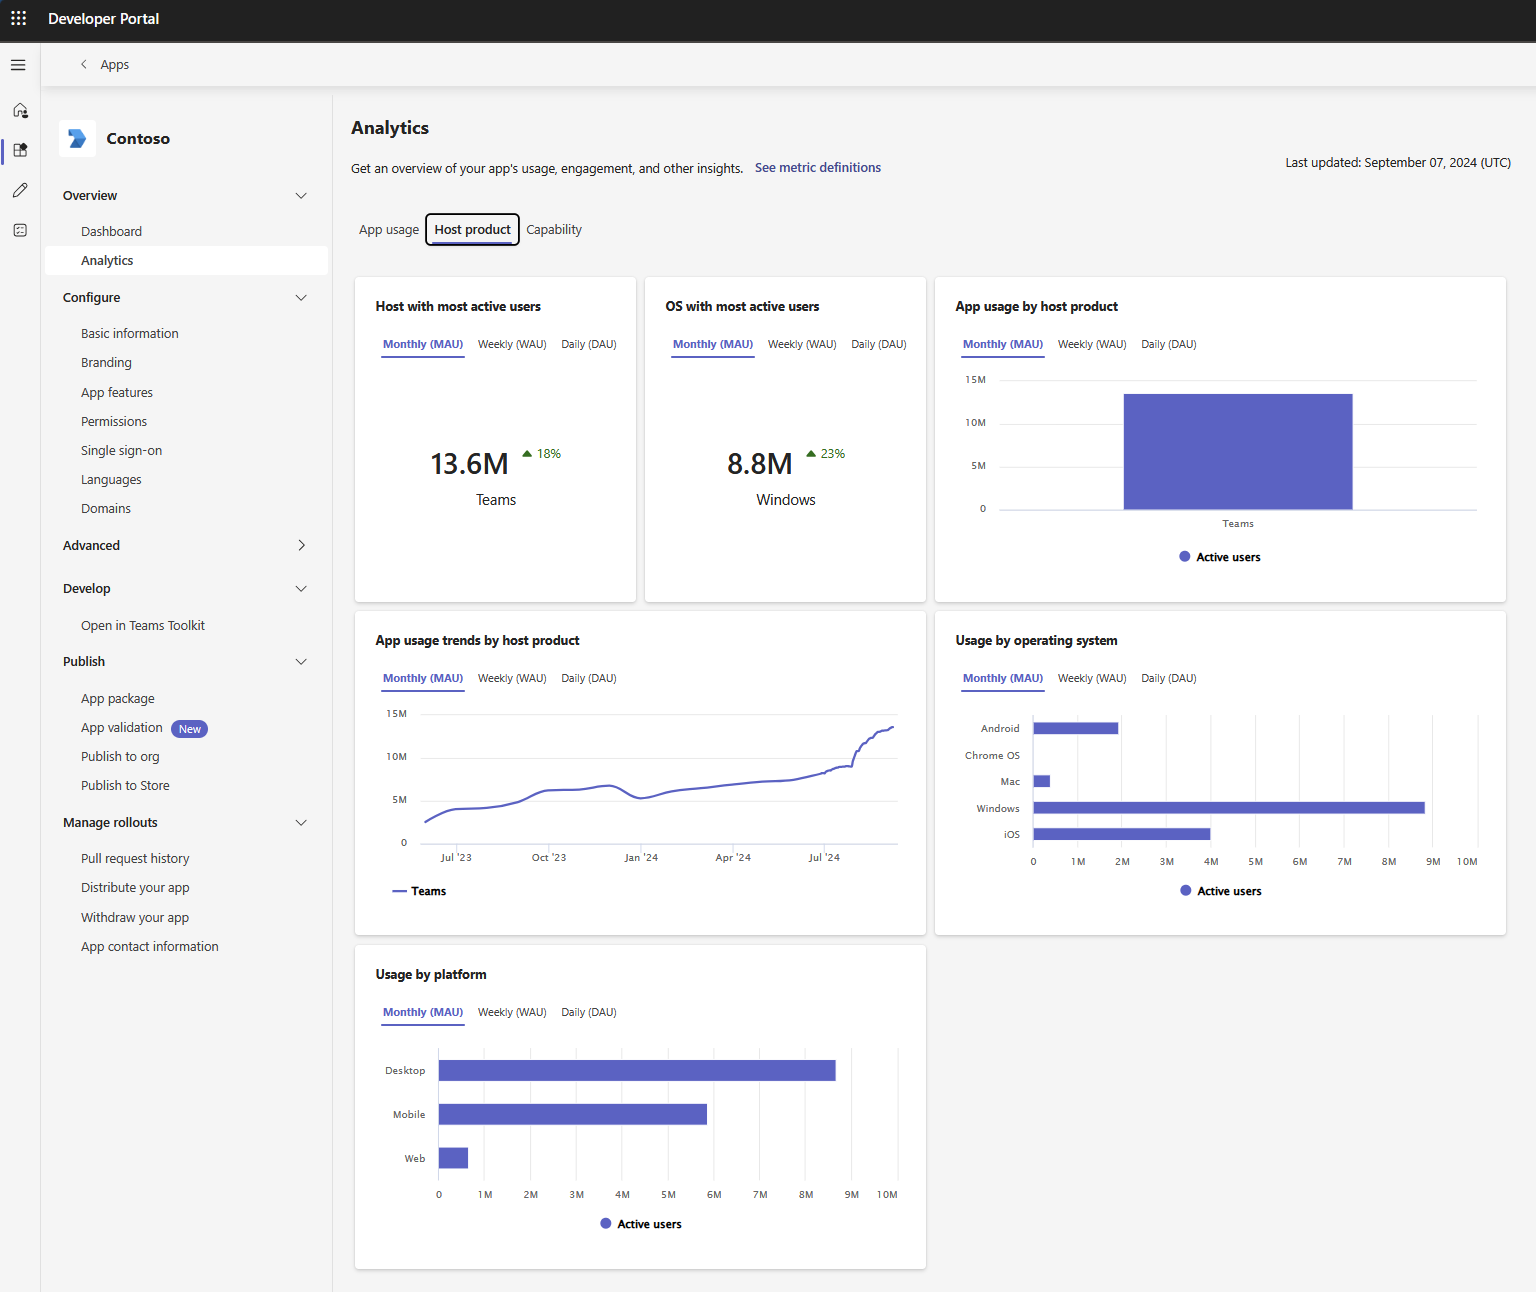 Developer Portal
Apps
Contoso
Overview
Dashboard
Analytics
Configure
Basic information
Branding
App features
Permissions
Single sign-on
Languages
Domains
Advanced
Develop
Open in Teams Toolkit
Publish
App package
App validation New
Publish to org
Publish to Store
Manage rollouts
Pull request history
Distribute your app
Withdraw your app
App contact information
Analytics
Get an overview of your app's usage, engagement, and other insights. See metric definitions
Last updated: September 07, 2024 (UTC)
App usage Host product Capability
Host with most active users
Monthly (MAU) Weekly (WAU) Daily (DAU)
13.6M 18%
Teams
OS with most active users
Monthly (MAU) Weekly (WAU) Daily (DAU)
8.8M 23%
Windows
App usage by host product
Monthly (MAU) Weekly (WAU) Daily (DAU)
15M
10M
5M
0
Teams
Active users
App usage trends by host product
Monthly (MAU) Weekly (WAU) Daily (DAU)
15M
10M
5M
0
Jul '23 Oct '23 Jan '24 Apr '24 Jul '24
Teams
Usage by operating system
Monthly (MAU) Weekly (WAU) Daily (DAU)
Android
Chrome OS
Mac
Windows
iOS
0 1M 2M 3M 4M 5M 6M 7M 8M 9M 10M
Active users
Usage by platform
Monthly (MAU) Weekly (WAU) Daily (DAU)
Desktop
Mobile
Web
0 1M 2M 3M 4M 5M 6M 7M 8M 9M 10M
Active users